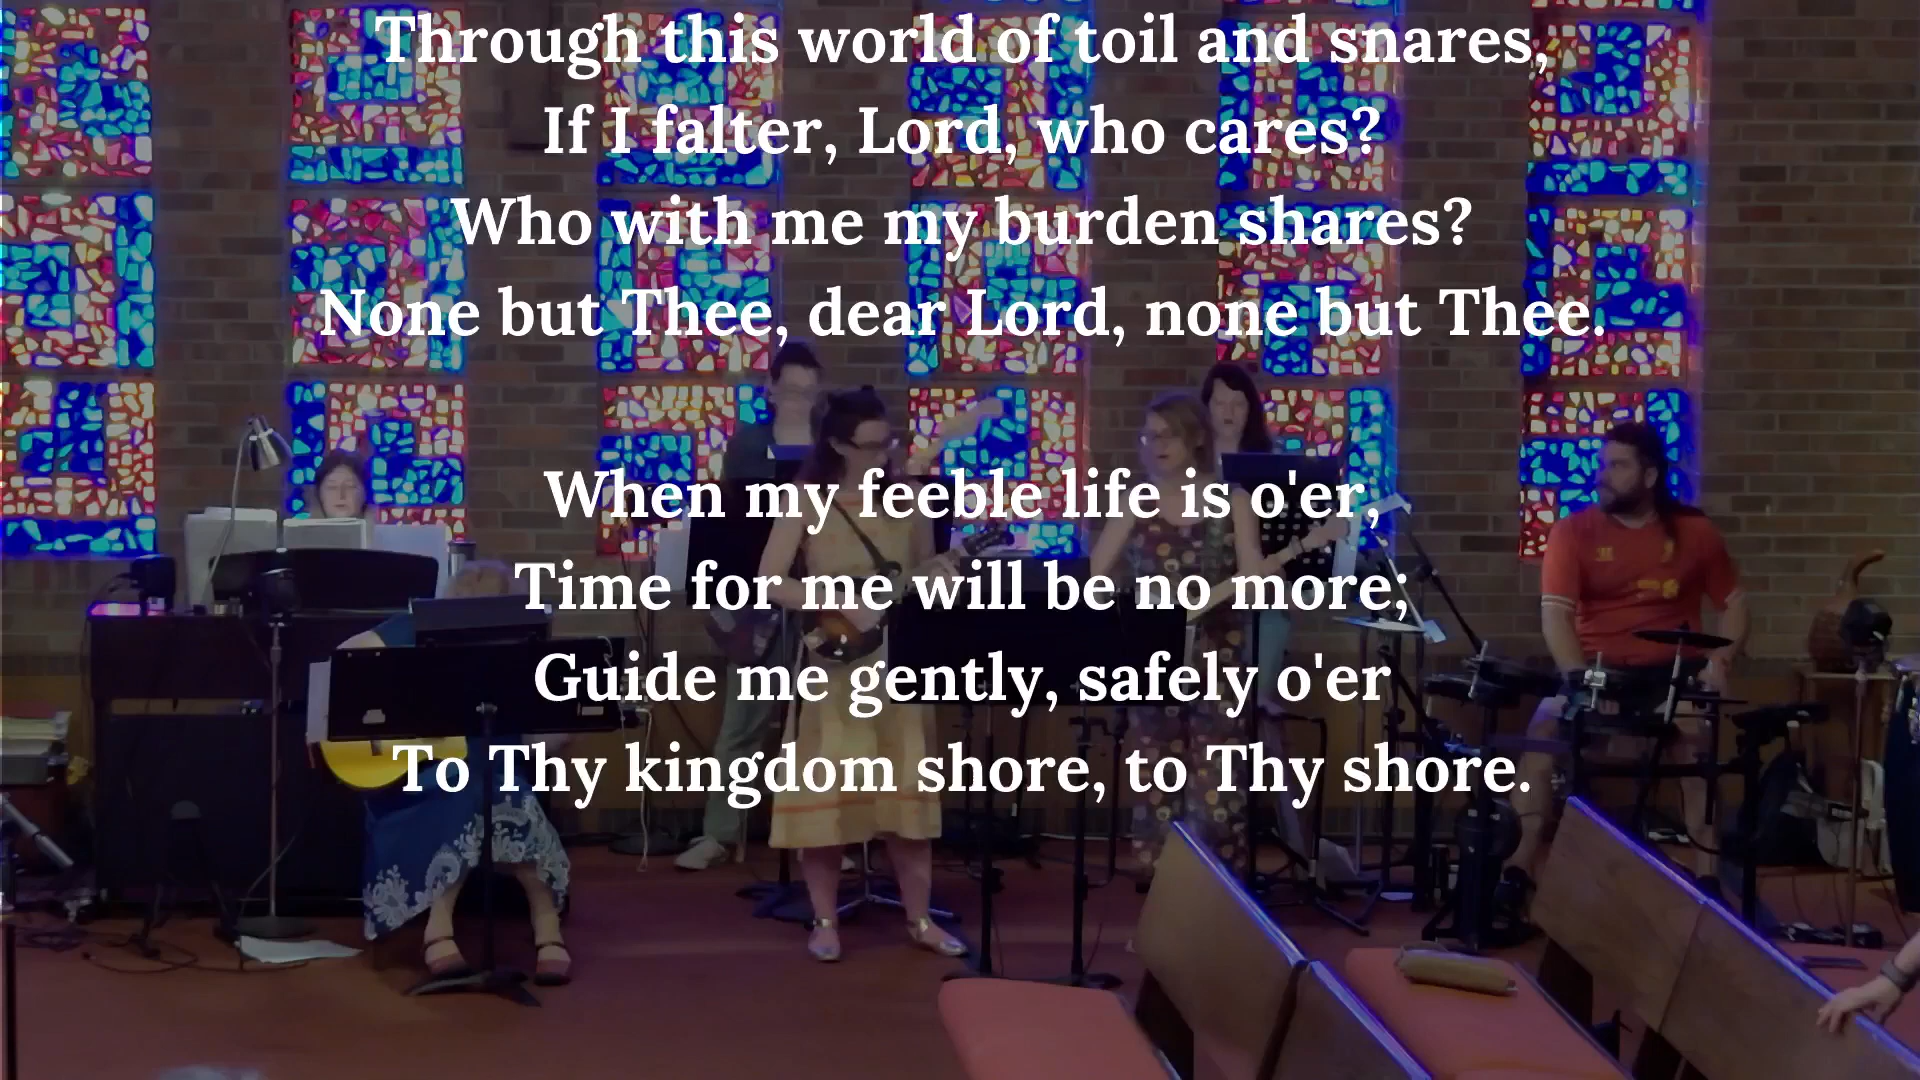 Through this world of toil and snares,
If I falter, Lord, who cares?
Who with me my burden shares?
None but Thee, dear Lord, none but Thee.
When my feeble life is o'er,
Time for me will be no more;
Guide me gently, safely o'er
To Thy kingdom shore, to Thy shore.